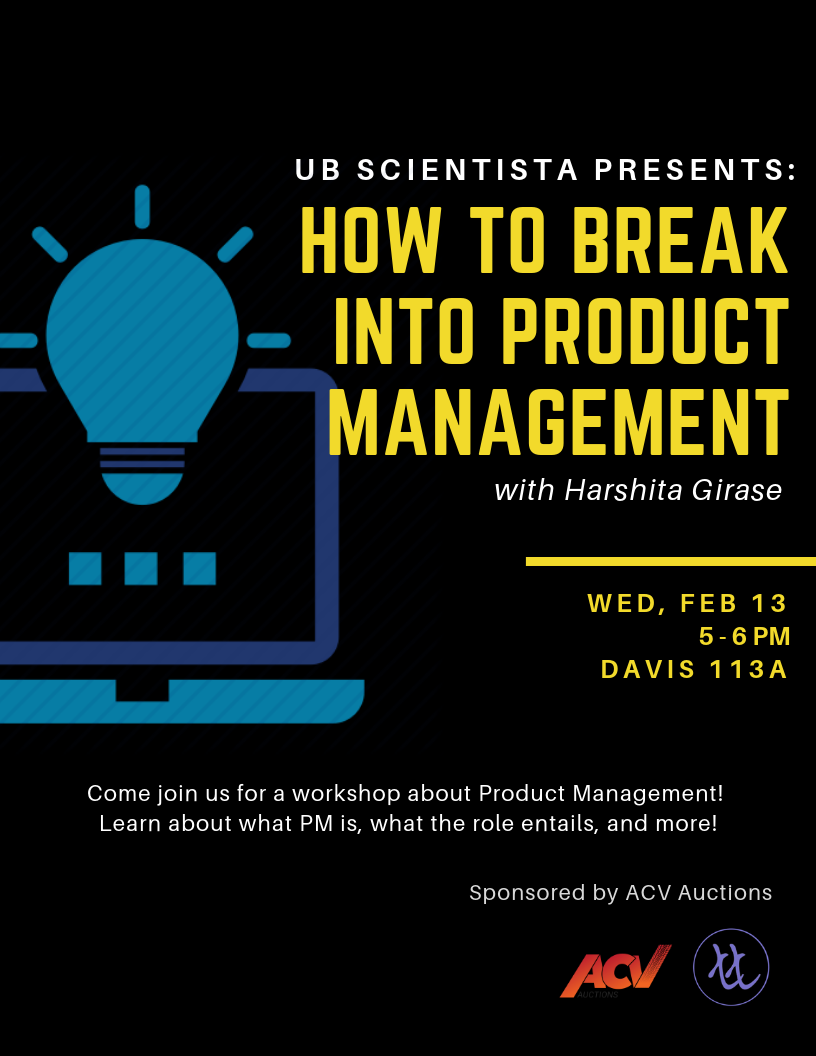 UB SCIENTISTA PRESENTS:
HOW TO BREAK
INTO PRODUCT
MANAGEMENT
with Harshita Girase
WED, FEB 13
5-6PM
DAVIS 113A
Come join us for a workshop about Product Management!
Learn about what PM is, what the role entails, and more!
Sponsored by ACV Auctions
ACV
AUCTIONS